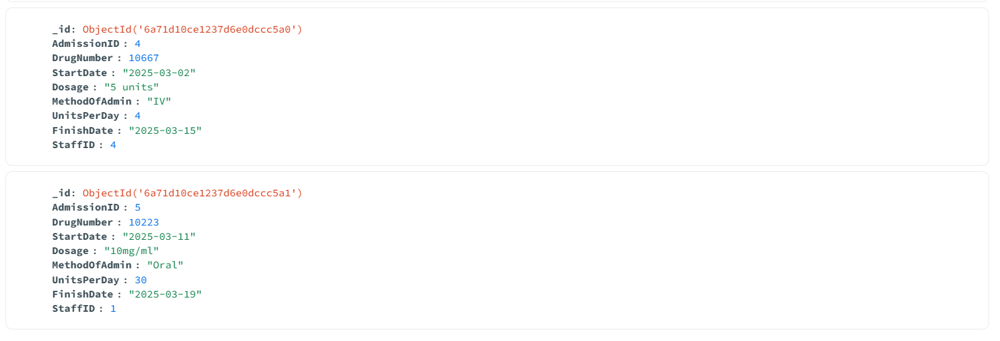 _id: ObjectId('6a71d10ce1237d6e0dccc5a0')
AdmissionID : 4
DrugNumber : 10667
StartDate : "2025-03-02"
Dosage : "5 units"
MethodOfAdmin : "IV"
UnitsPerDay : 4
FinishDate : "2025-03-15"
StaffID : 4
_id: ObjectId('6a71d10ce1237d6e0dccc5a1')
AdmissionID : 5
DrugNumber : 10223
StartDate : "2025-03-11"
Dosage : "10mg/ml"
MethodOfAdmin : "Oral"
UnitsPerDay : 30
FinishDate : "2025-03-19"
StaffID : 1